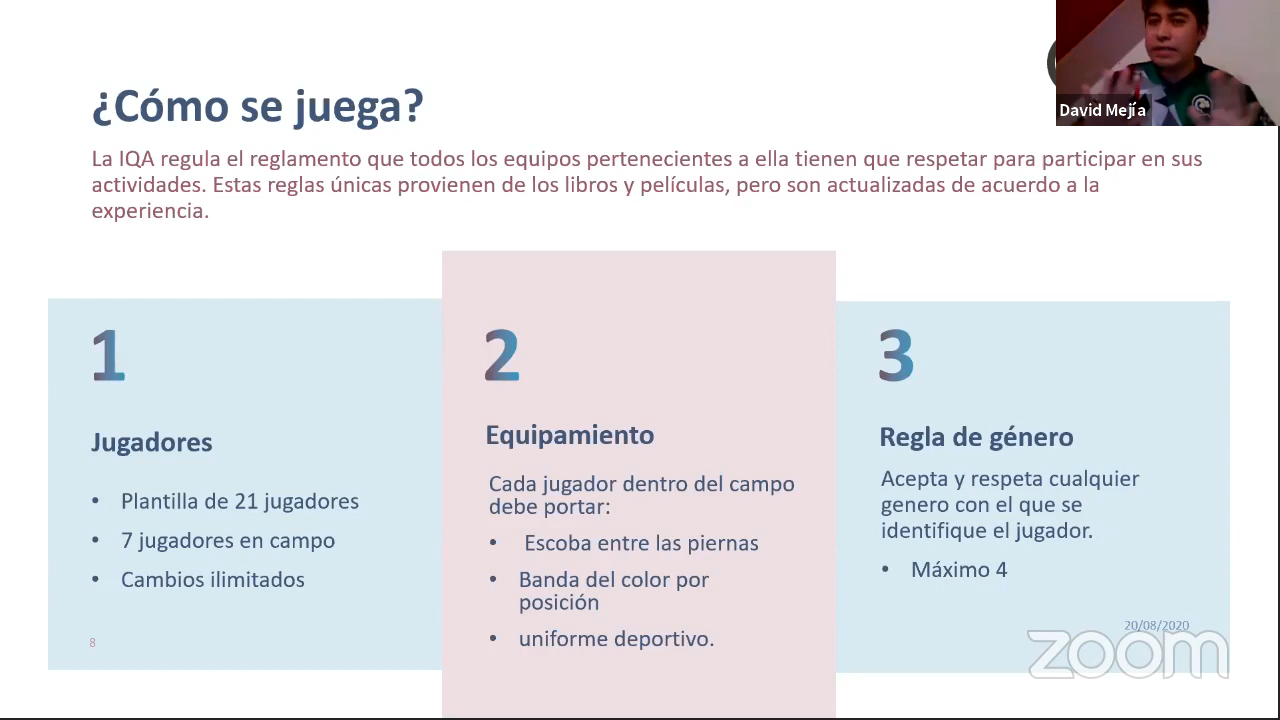 ¿Cómo se juega?
La IQA regula el reglamento que todos los equipos pertenecientes a ella tienen que respetar para participar en sus
actividades. Estas reglas únicas provienen de los libros y películas, pero son actualizadas de acuerdo a la
experiencia.
David Mejía
1
Jugadores
• Plantilla de 21 jugadores
• 7 jugadores en campo
• Cambios ilimitados
8
2
Equipamiento
Cada jugador dentro del campo
debe portar:
• Escoba entre las piernas
• Banda del color por
posición
• uniforme deportivo.
3
Regla de género
Acepta y respeta cualquier
genero con el que se
identifique el jugador.
• Máximo 4
20/08/2020
zoom